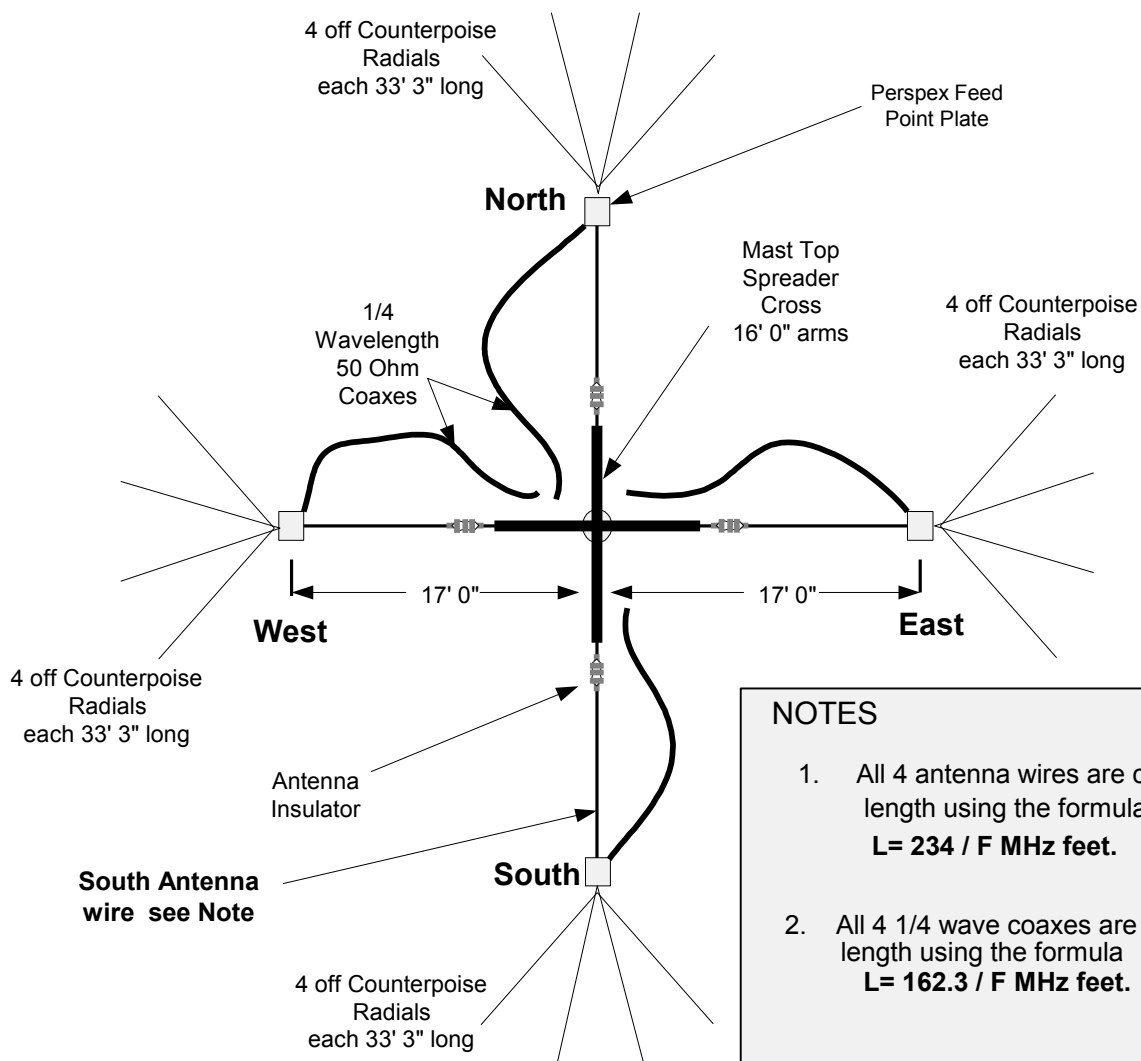 4 off Counterpoise
Radials
each 33' 3" long
Perspex Feed
Point Plate
North
Mast Top
Spreader
Cross
16' 0" arms
1/4
Wavelength
50 Ohm
Coaxes
4 off Counterpoise
Radials
each 33' 3" long
17' 0"
17' 0"
West
East
4 off Counterpoise
Radials
each 33' 3" long
Antenna
Insulator
South Antenna
wire see Note
South
4 off Counterpoise
Radials
each 33' 3" long
NOTES
1. All 4 antenna wires are
length using the formula
L= 234 / F MHz feet.
2. All 4 1/4 wave coaxes are
length using the formula
L= 162.3 / F MHz feet.